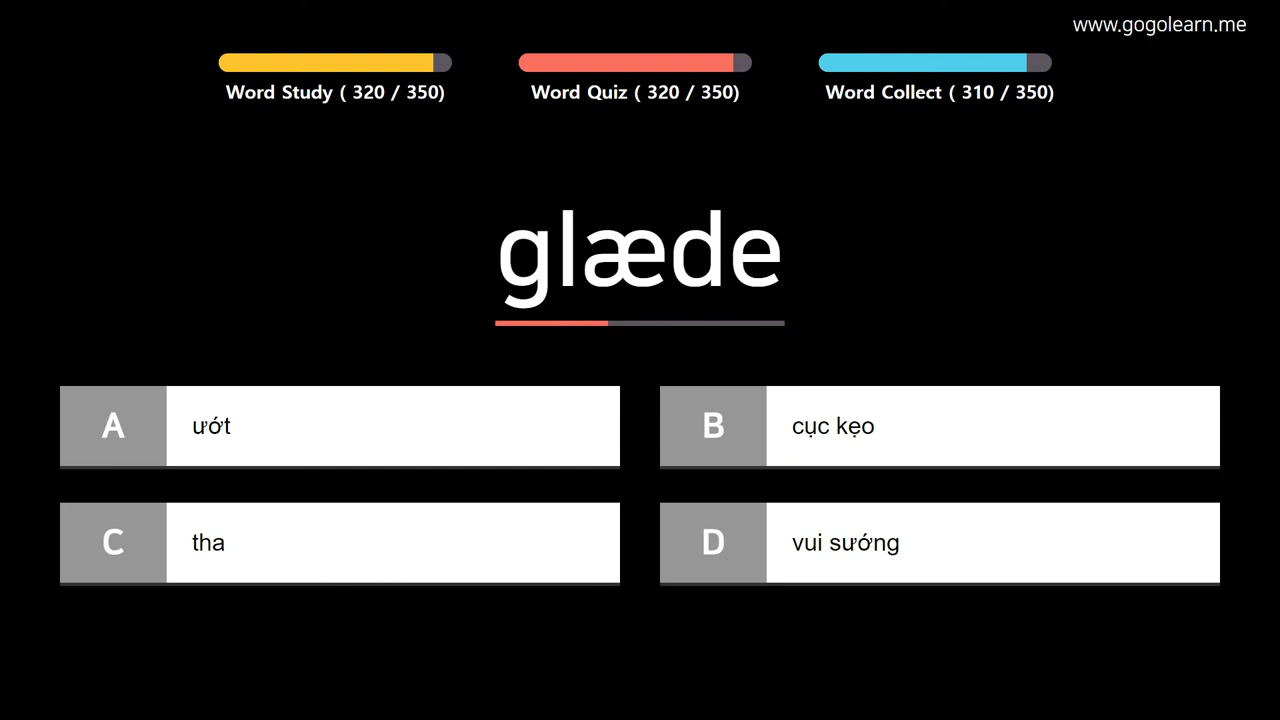 www.gogolearn.me
Word Study ( 320 / 350)
Word Quiz ( 320 / 350)
Word Collect ( 310 / 350)
glæde
A ướt
B cục kẹo
C tha
D vui sướng